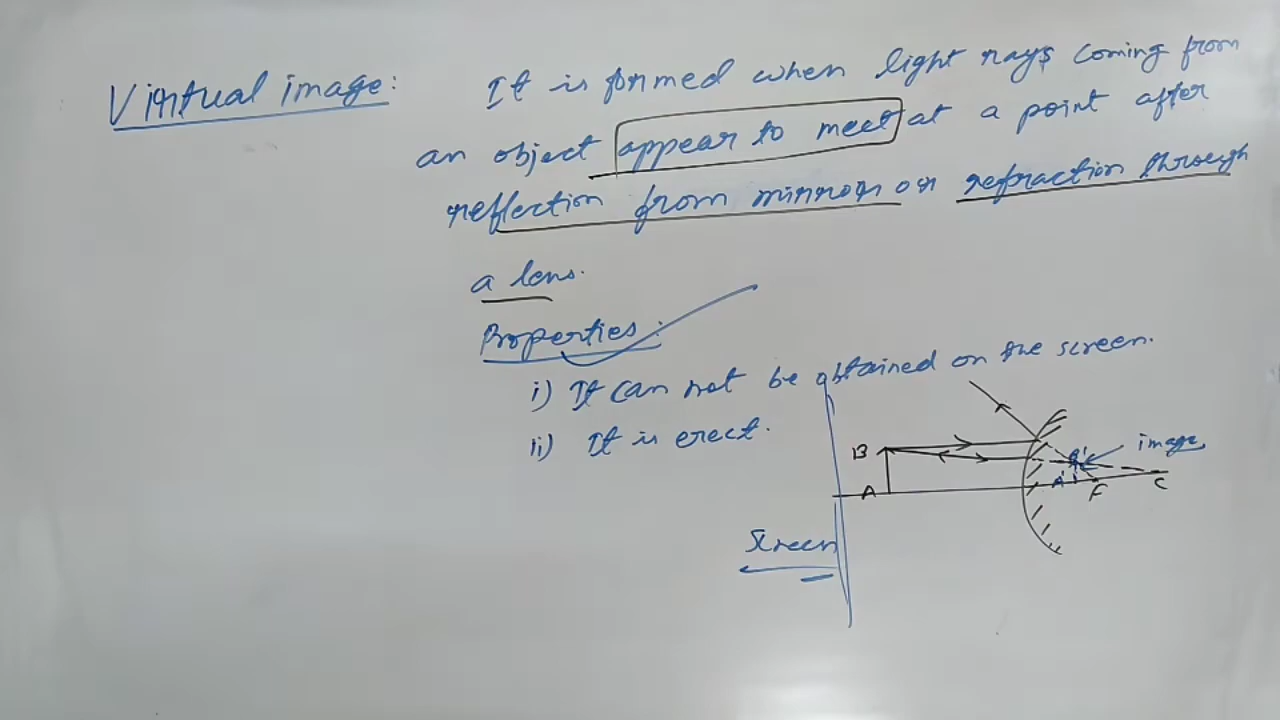 Virtual image: It is formed when light rays coming from
an object appear to meet at a point after
reflection from mirror or refraction through
a lens.
Properties:
i) It can not be obtained on the screen.
ii) It is erect.
B
A
B'
A'
F
C
image
Screen